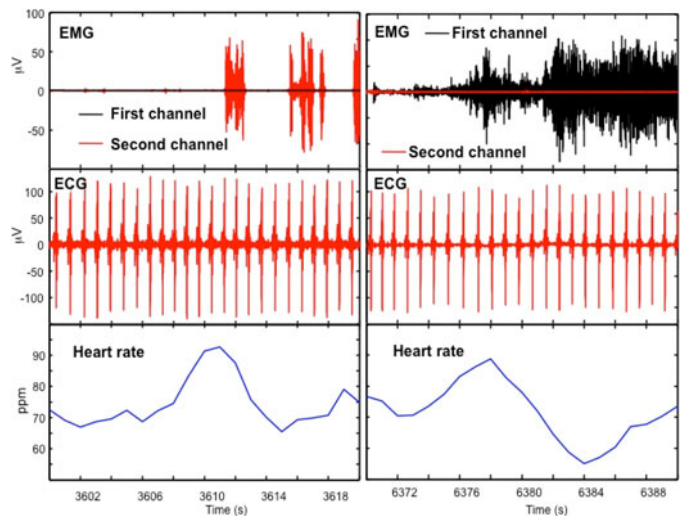 100
50
0
-50
μV
EMG
First channel
Second channel
EMG
First channel
Second channel
100
50
0
-50
-100
μV
ECG
ECG
90
80
70
60
ppm
Heart rate
Heart rate
3602 3606 3610 3614 3618
Time (s)
6372 6376 6380 6384 6388
Time (s)